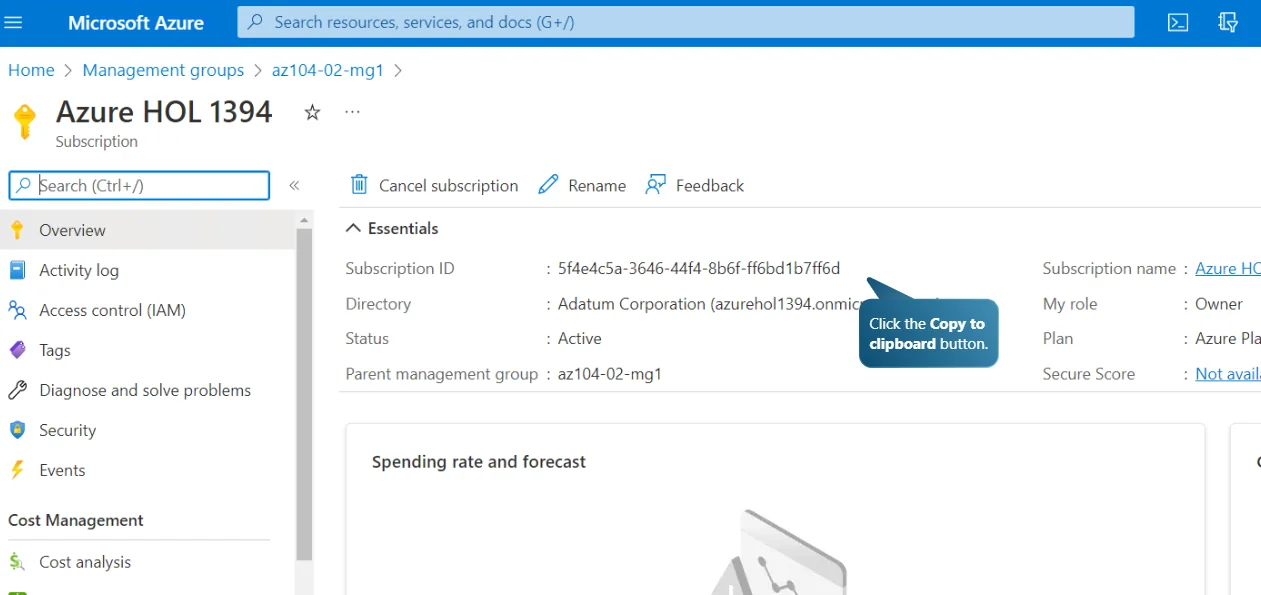 Microsoft Azure
Search resources, services, and docs (G+/)
Home > Management groups > az104-02-mg1 >
Azure HOL 1394
Subscription
Search (Ctrl+/)
«
Cancel subscription
Rename
Feedback
Overview
Activity log
Access control (IAM)
Tags
Diagnose and solve problems
Security
Events
Cost Management
Cost analysis
Essentials
Subscription ID : 5f4e4c5a-3646-44f4-8b6f-ff6bd1b7ff6d
Directory : Adatum Corporation (azurehol1394.onmic
Status : Active
Parent management group : az104-02-mg1
Subscription name : Azure HO
My role : Owner
Plan : Azure Pla
Secure Score : Not avail
Click the Copy to
clipboard button.
Spending rate and forecast